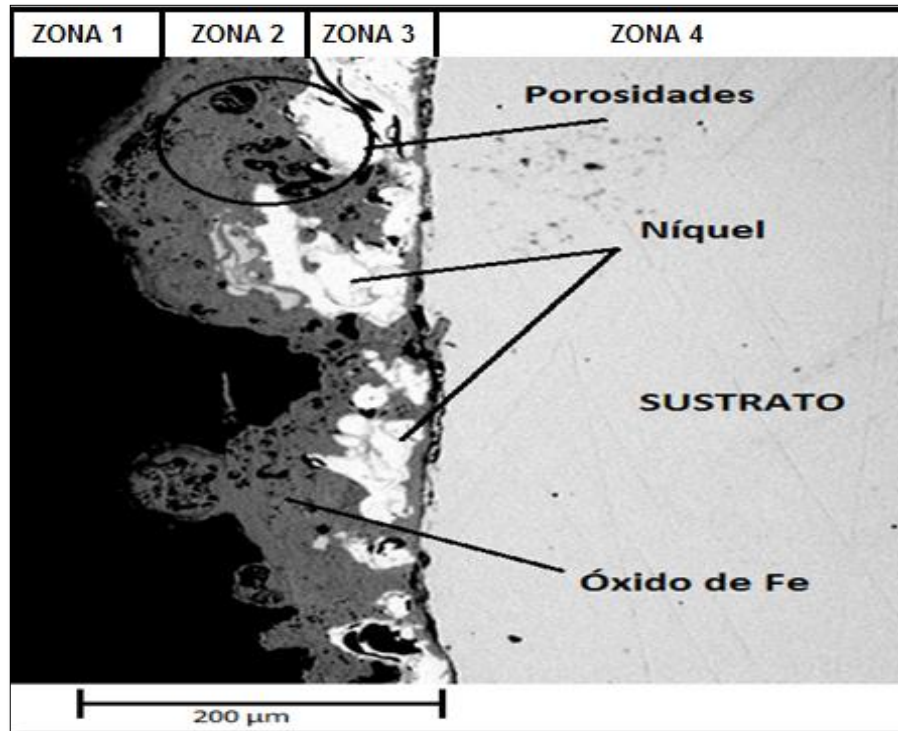 ZONA 1 ZONA 2 ZONA 3 ZONA 4
Porosidades
Níquel
SUSTRATO
Óxido de Fe
200 µm